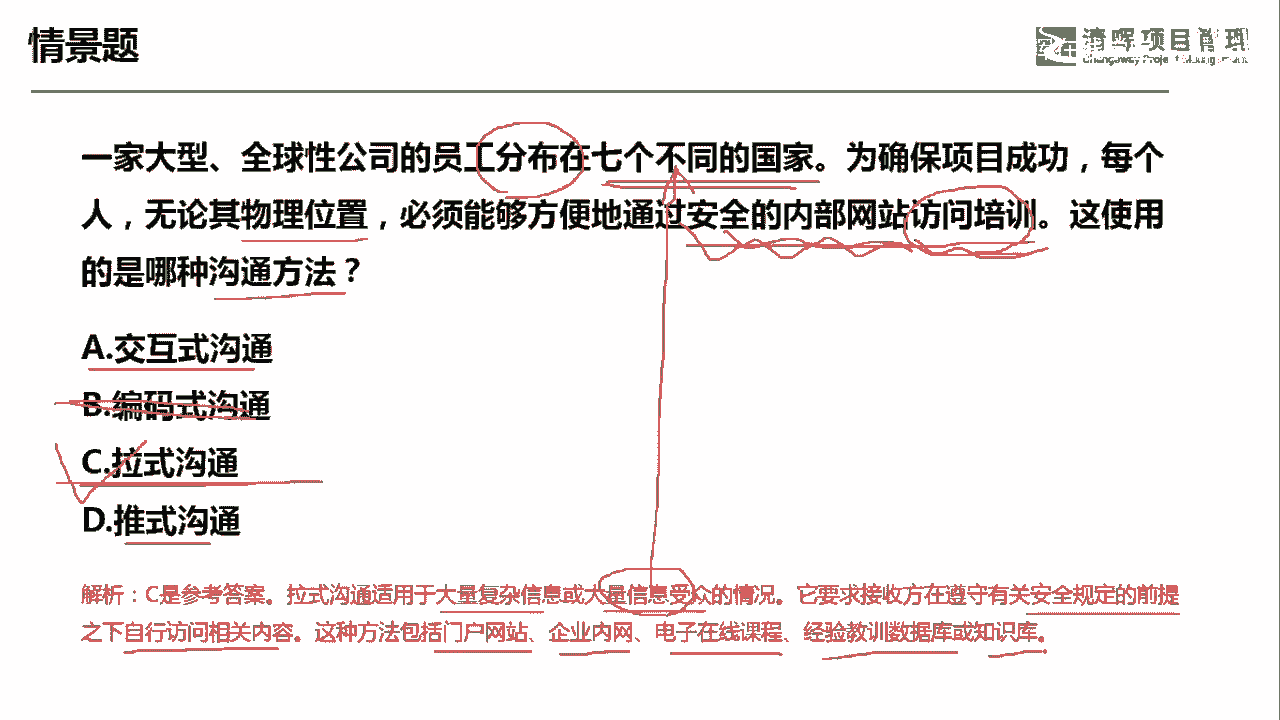 情景题
清晖项目管理
一家大型、全球性公司的员工分布在七个不同的国家。为确保项目成功，每个
人，无论其物理位置，必须能够方便地通过安全的内部网站访问培训。这使用
的是哪种沟通方法？
A.交互式沟通
B.编码式沟通
C.拉式沟通
D.推式沟通
解析：C是参考答案。拉式沟通适用于大量复杂信息或大量信息受众的情况。它要求接收方在遵守有关安全规定的前提
之下自行访问相关内容。这种方法包括门户网站、企业内网、电子在线课程、经验教训数据库或知识库。